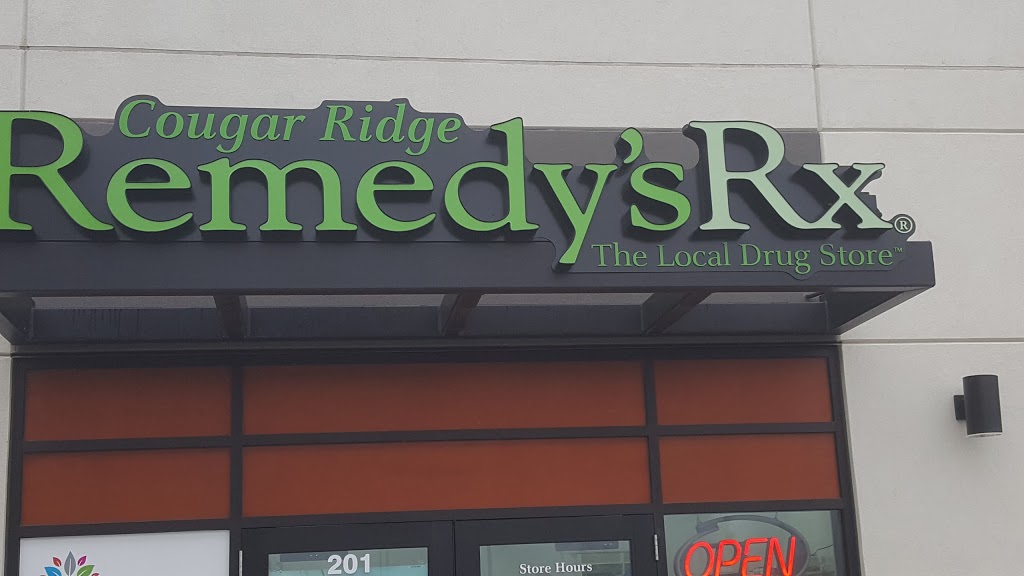 Cougar Ridge
Remedy'sRx®
The Local Drug Store™
201
Store Hours
OPEN